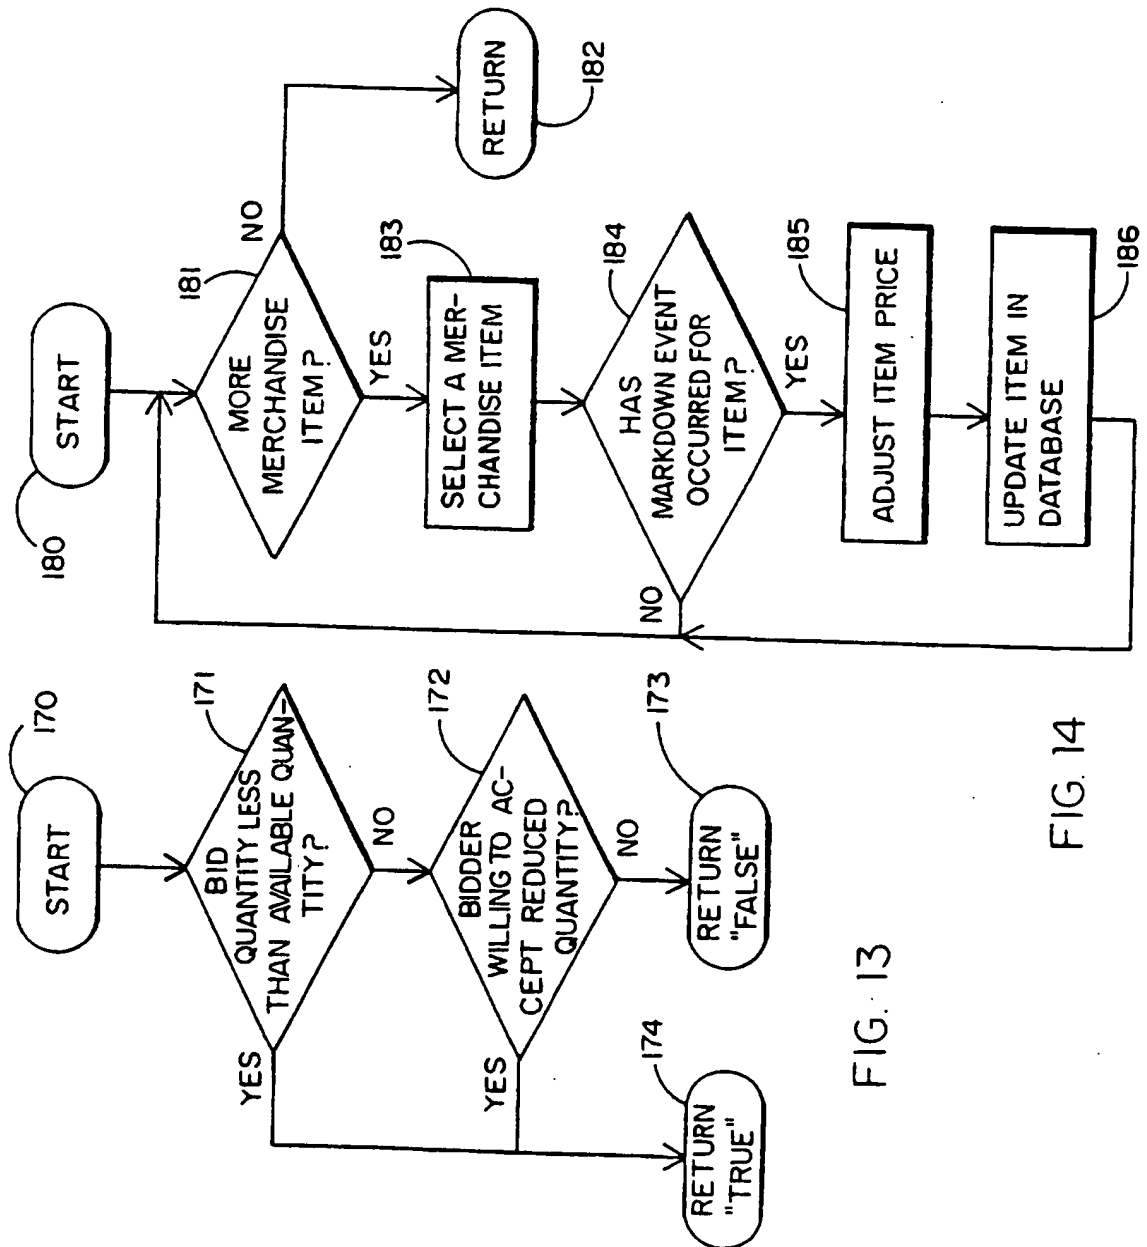 170
START
171
BID
QUANTITY LESS
THAN AVAILABLE QUAN-
TITY?
YES
NO
172
BIDDER
WILLING TO AC-
CEPT REDUCED
QUANTITY?
YES
NO
174
RETURN
"TRUE"
173
RETURN
"FALSE"
FIG. 13
180
START
181
MORE
MERCHANDISE
ITEM?
NO
YES
RETURN
182
183
SELECT A MER-
CHANDISE ITEM
184
HAS
MARKDOWN EVENT
OCCURRED FOR
ITEM?
NO
YES
185
ADJUST ITEM PRICE
UPDATE ITEM IN
DATABASE
186
FIG. 14